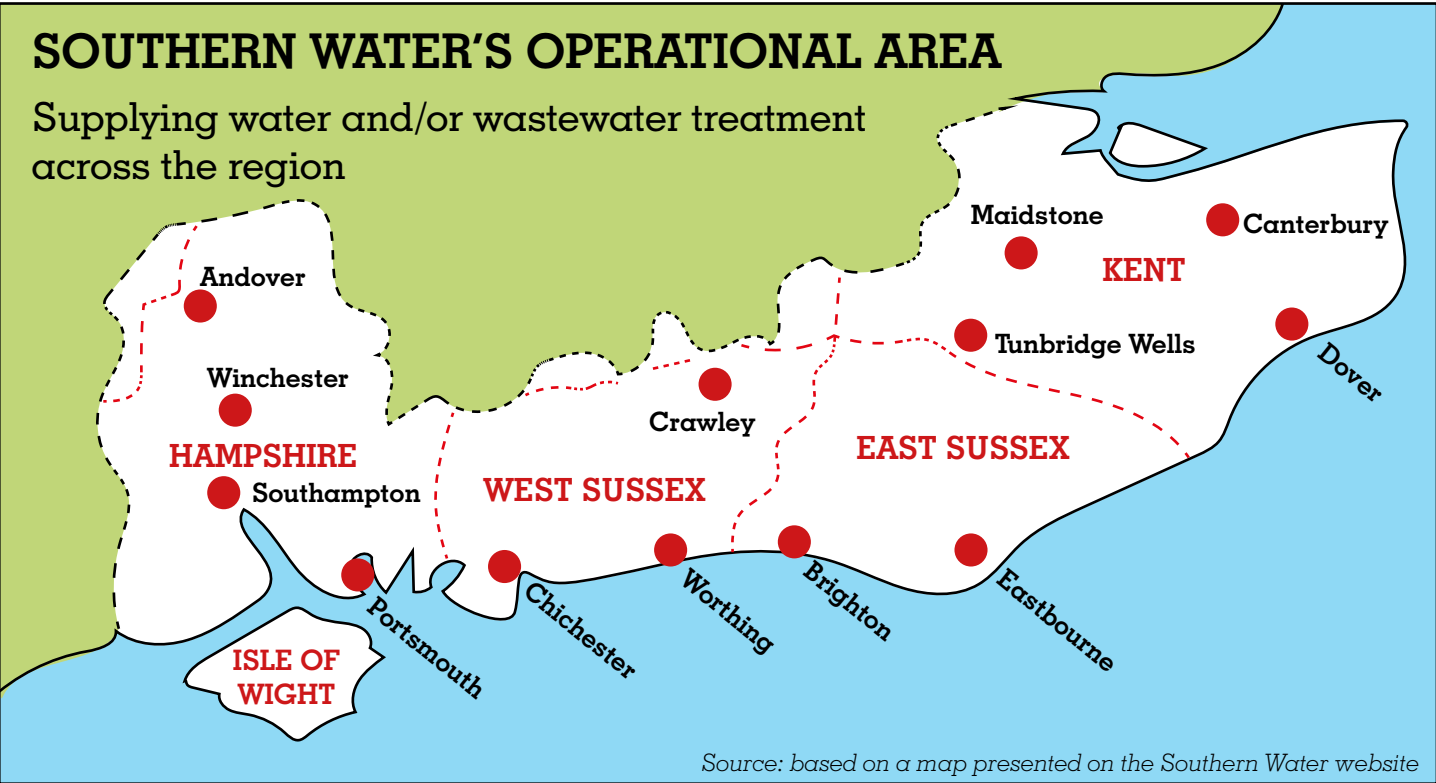 SOUTHERN WATER'S OPERATIONAL AREA
Supplying water and/or wastewater treatment
across the region
Maidstone
Canterbury
KENT
Andover
Tunbridge Wells
Dover
Winchester
Crawley
HAMPSHIRE
EAST SUSSEX
Southampton
WEST SUSSEX
Portsmouth
Chichester
Worthing
Brighton
Eastbourne
ISLE OF
WIGHT
Source: based on a map presented on the Southern Water website